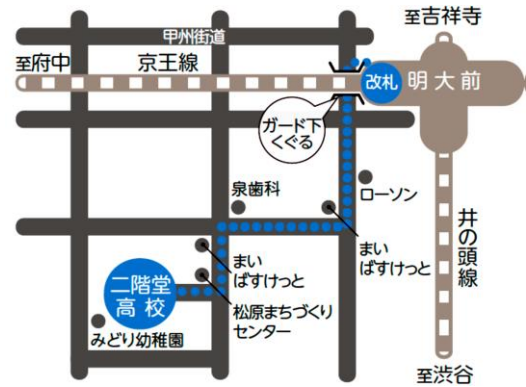 至吉祥寺
甲州街道
至府中
京王線
改札
明大前
ガード下
くぐる
泉歯科
ローソン
井の頭線
まい
ばすけっと
まい
ばすけっと
二階堂
高校
松原まちづくり
センター
みどり幼稚園
至渋谷